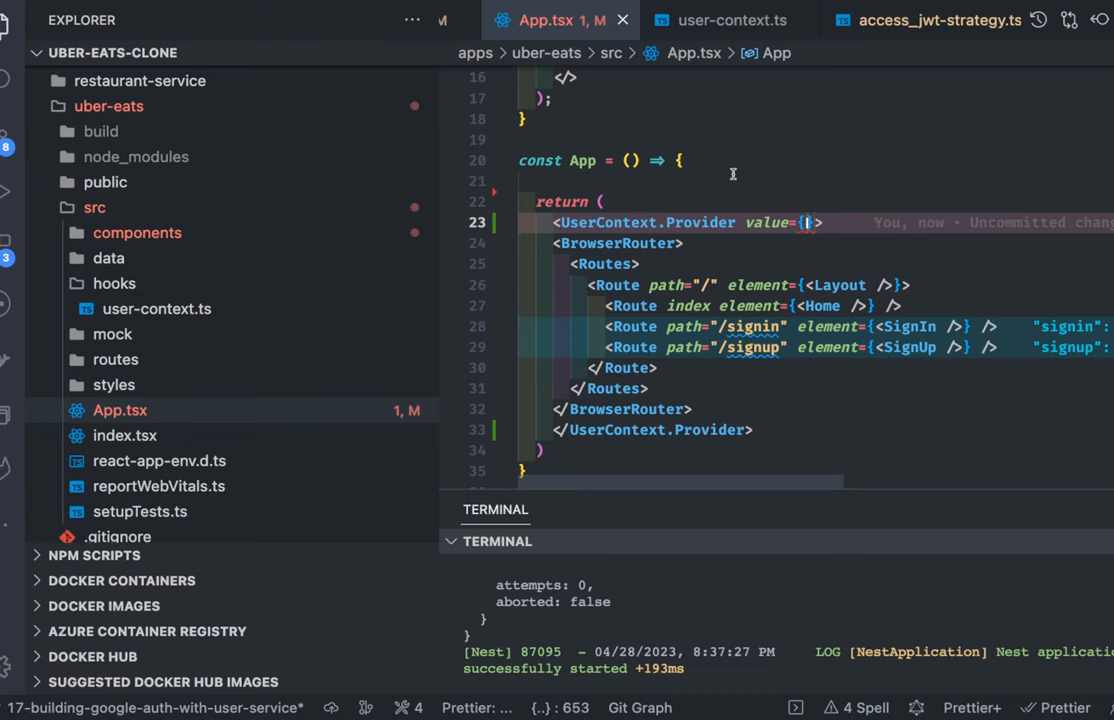 EXPLORER
···
M
App.tsx 1, M
user-context.ts
access_jwt-strategy.ts
UBER-EATS-CLONE
apps > uber-eats > src > App.tsx > App
restaurant-service
uber-eats
build
node_modules
public
src
components
data
hooks
user-context.ts
mock
routes
styles
App.tsx 1, M
index.tsx
react-app-env.d.ts
reportWebVitals.ts
setupTests.ts
.gitignore
NPM SCRIPTS
DOCKER CONTAINERS
DOCKER IMAGES
AZURE CONTAINER REGISTRY
DOCKER HUB
SUGGESTED DOCKER HUB IMAGES
8
3
16 </>
17 );
18 }
19
20 const App = () => {
21
22 return (
23 <UserContext.Provider value={}> You, now • Uncommitted chang
24 <BrowserRouter>
25 <Routes>
26 <Route path="/" element={<Layout />}>
27 <Route index element={<Home />} />
28 <Route path="/signin" element={<SignIn />} /> "signin":
29 <Route path="/signup" element={<SignUp />} /> "signup":
30 </Route>
31 </Routes>
32 </BrowserRouter>
33 </UserContext.Provider>
34 )
35 }
TERMINAL
TERMINAL
attempts: 0,
aborted: false
}
}
[Nest] 87095 - 04/28/2023, 8:37:27 PM LOG [NestApplication] Nest applicatio
successfully started +193ms
17-building-google-auth-with-user-service* 4 Prettier: ... {..} : 653 Git Graph 4 Spell Prettier+ Prettier